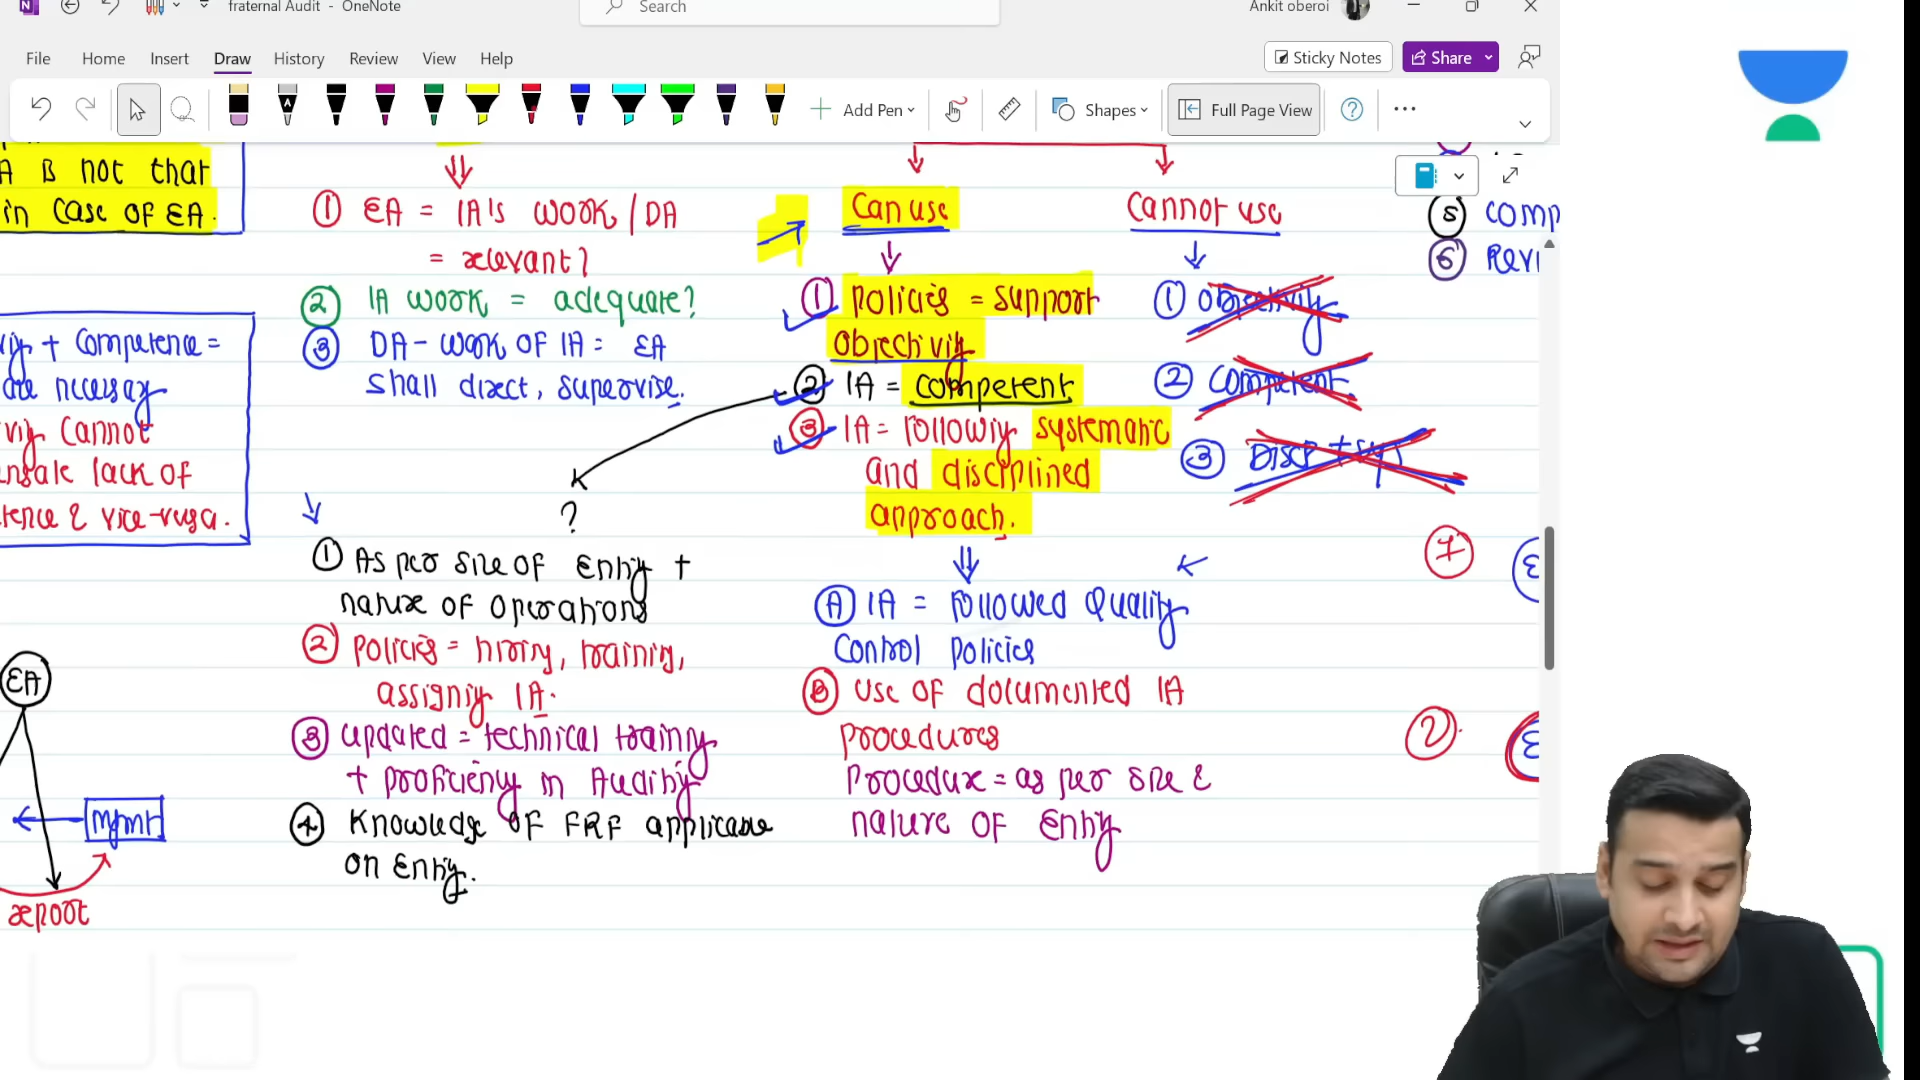 fraternal Audit - OneNote
Search
Ankit oberoi
File Home Insert Draw History Review View Help
Sticky Notes
Share
Add Pen
Shapes
Full Page View
A is not that
in case of EA.
+ Competence =
are necessary
cannot
lack of
& vice-versa.
EA
mgmt
report
① EA = IA's work / DA
= relevant?
② IA work = adequate?
③ DA - work of IA = EA
shall direct, supervise.
?
① As per size of Entity +
nature of operations
② Policies = hiring, training,
assigning IA.
③ updated = technical training
+ proficiency in Auditing
④ Knowledge of FRF applicable
on Entity.
Can use
① Policies = support
objectivity
② IA = competent
③ IA = following systematic
and disciplined
approach.
Ⓐ IA = followed Quality
Control Policies
Ⓑ use of documented IA
procedures
Procedure = as per size &
nature of Entity
Cannot use
① objectivity
② Competent
③ Disc + sys
⑤ comp
⑥ Revi